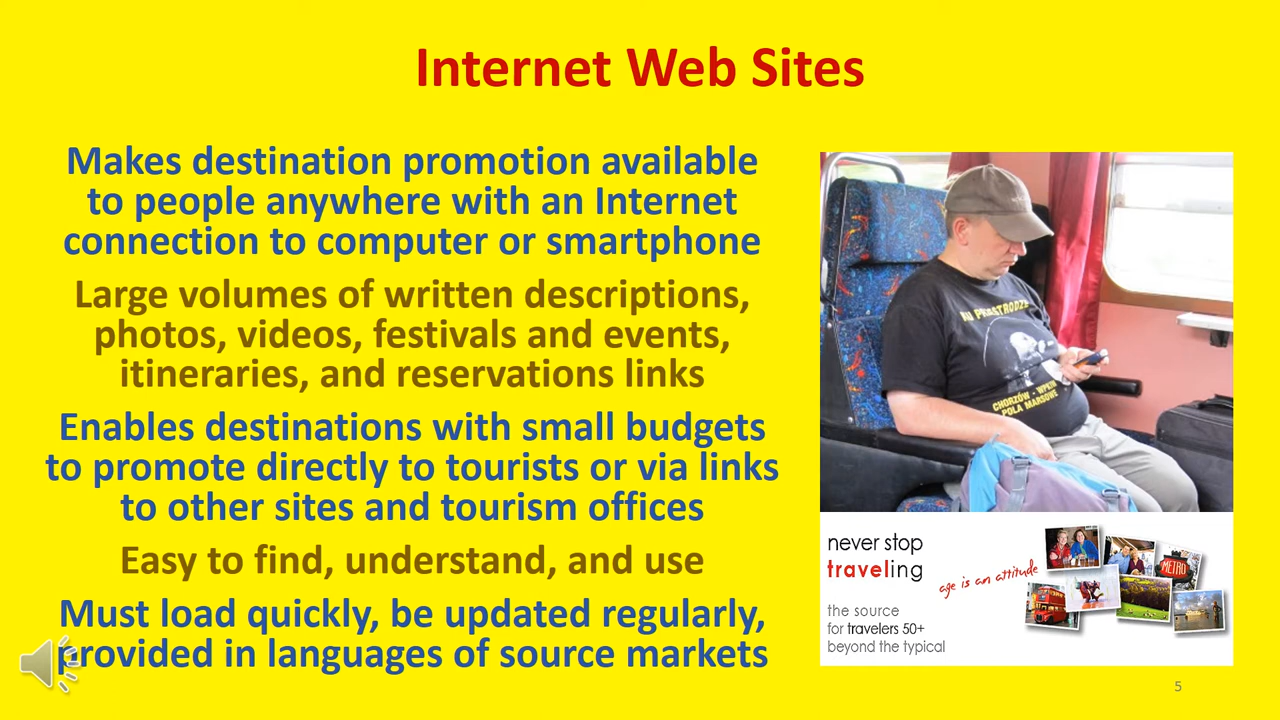 Internet Web Sites
Makes destination promotion available
to people anywhere with an Internet
connection to computer or smartphone
Large volumes of written descriptions,
photos, videos, festivals and events,
itineraries, and reservations links
Enables destinations with small budgets
to promote directly to tourists or via links
to other sites and tourism offices
Easy to find, understand, and use
Must load quickly, be updated regularly,
provided in languages of source markets
CHORZÓW - WPKIW
POLA MARSOWE
never stop
traveling
age is an attitude
METRO
the source
for travelers 50+
beyond the typical
5